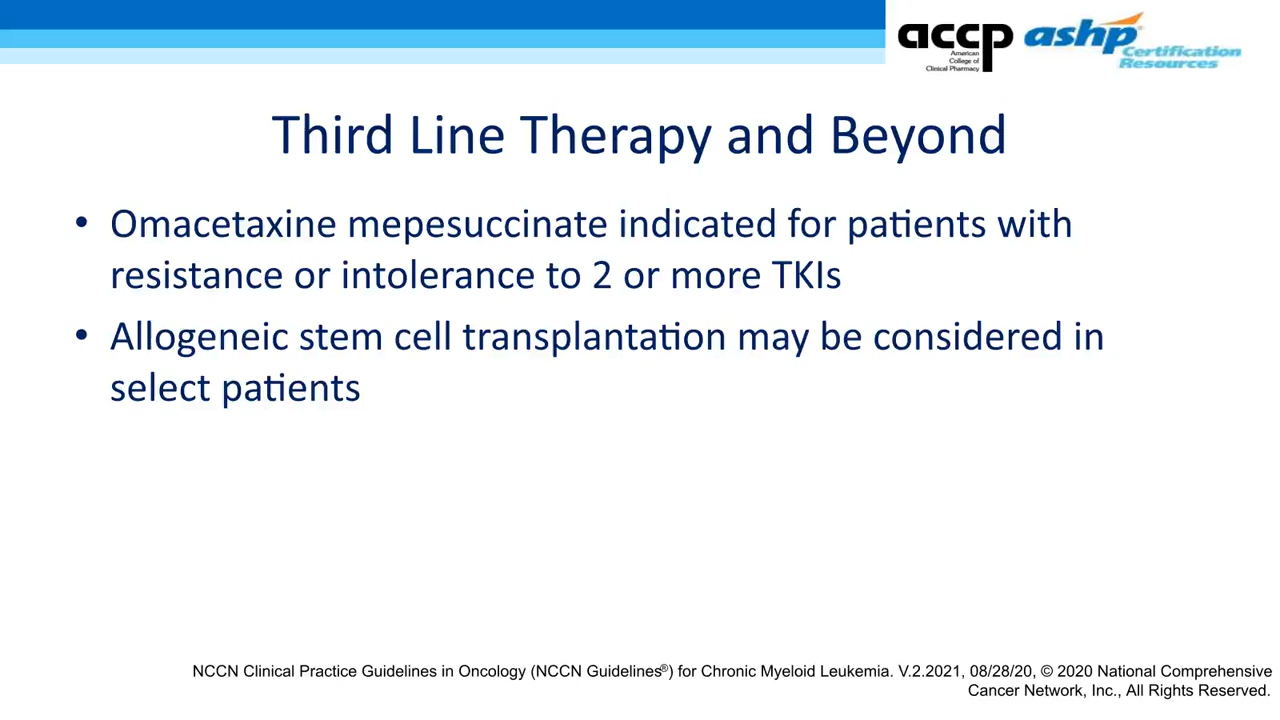 accp
American
College of
Clinical Pharmacy
ashp
Certification
Resources
Third Line Therapy and Beyond
• Omacetaxine mepesuccinate indicated for patients with
resistance or intolerance to 2 or more TKIs
• Allogeneic stem cell transplantation may be considered in
select patients
NCCN Clinical Practice Guidelines in Oncology (NCCN Guidelines®) for Chronic Myeloid Leukemia. V.2.2021, 08/28/20, © 2020 National Comprehensive
Cancer Network, Inc., All Rights Reserved.